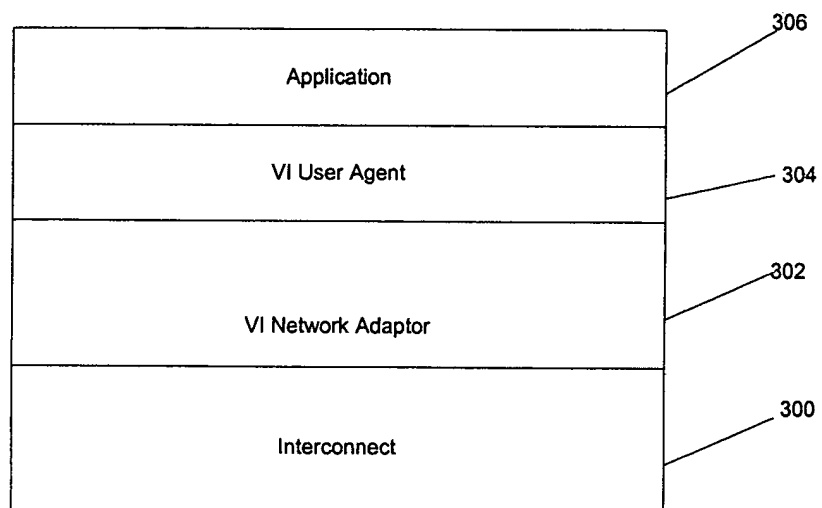 306
Application
VI User Agent
304
302
VI Network Adaptor
300
Interconnect